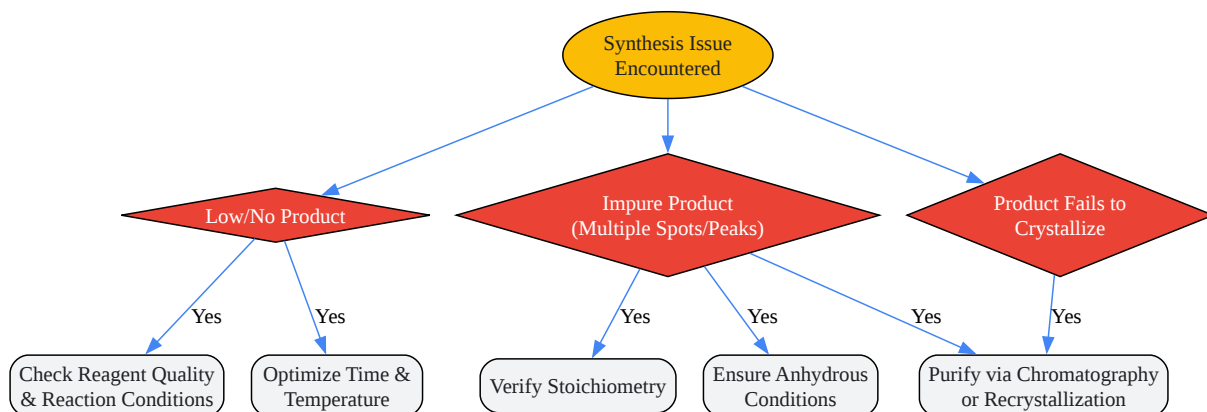 Synthesis Issue
Encountered
Low/No Product
Impure Product
(Multiple Spots/Peaks)
Product Fails to
Crystallize
Yes
Yes
Yes
Yes
Yes
Yes
Check Reagent Quality
& Reaction Conditions
Optimize Time &
Temperature
Verify Stoichiometry
Ensure Anhydrous
Conditions
Purify via Chromatography
or Recrystallization